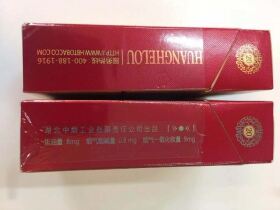 HUANGHELOU
HTTP://WWW.HBTOBACCO.COM
服务热线：400-188-1916
湖北中烟工业有限责任公司出品
焦油量 8mg 烟气烟碱量 烟气一氧化碳量 8mg